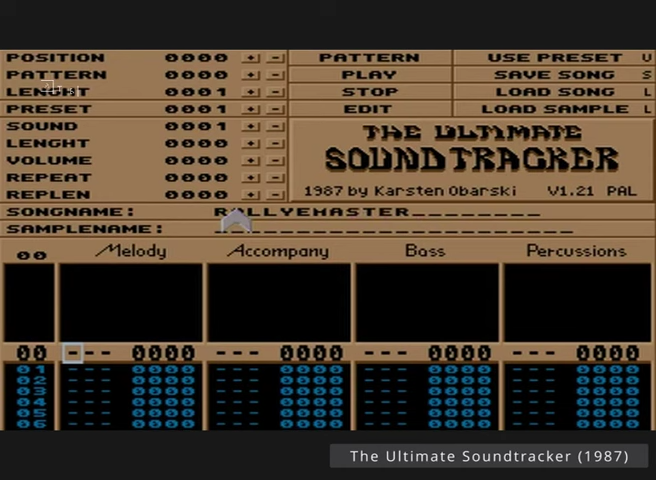 POSITION 0000 + - PATTERN USE PRESET U
PATTERN 0000 + - PLAY SAVE SONG S
LENGHT 0001 + - STOP LOAD SONG L
PRESET 0001 + - EDIT LOAD SAMPLE L
SOUND 0001 + -
LENGHT 0000 + -
VOLUME 0000 + -
REPEAT 0000 + -
REPLEN 0000 + -
THE ULTIMATE
SOUNDTRACKER
1987 by Karsten Obarski V1.21 PAL
SONGNAME: RALLYEMASTER________
SAMPLENAME: ______________________
00 Melody Accompany Bass Percussions
00 --- 0000 --- 0000 --- 0000 --- 0000
01 --- 0000 --- 0000 --- 0000 --- 0000
02 --- 0000 --- 0000 --- 0000 --- 0000
03 --- 0000 --- 0000 --- 0000 --- 0000
04 --- 0000 --- 0000 --- 0000 --- 0000
05 --- 0000 --- 0000 --- 0000 --- 0000
06 --- 0000 --- 0000 --- 0000 --- 0000
The Ultimate Soundtracker (1987)